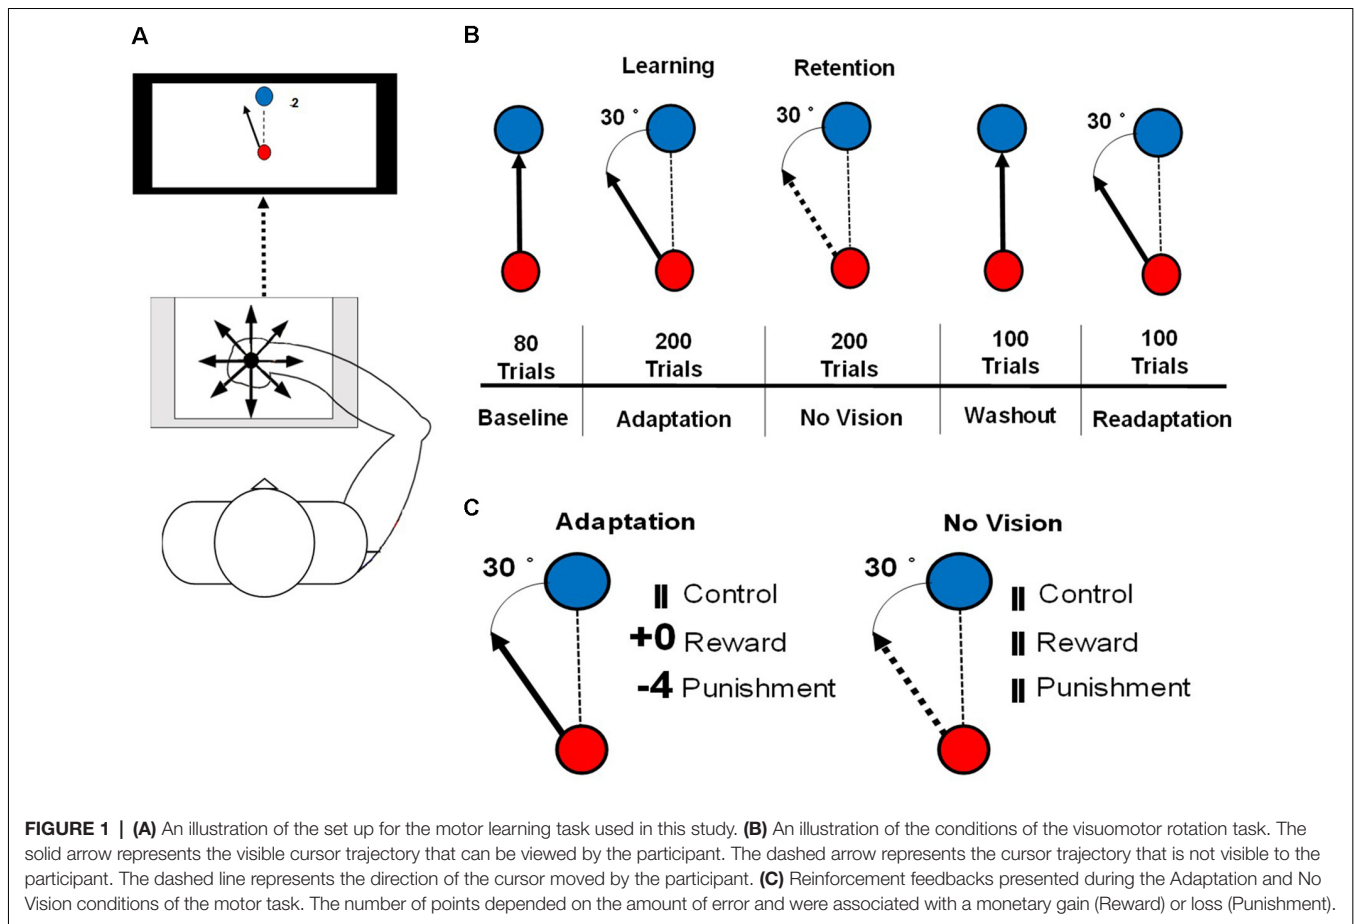 A
-2
B
Learning
Retention
30 °
30 °
30 °
80
Trials
200
Trials
200
Trials
100
Trials
100
Trials
Baseline
Adaptation
No Vision
Washout
Readaptation
C
Adaptation
30 °
|| Control
+0 Reward
-4 Punishment
No Vision
30 °
|| Control
|| Reward
|| Punishment
FIGURE 1 | (A) An illustration of the set up for the motor learning task used in this study. (B) An illustration of the conditions of the visuomotor rotation task. The
solid arrow represents the visible cursor trajectory that can be viewed by the participant. The dashed arrow represents the cursor trajectory that is not visible to the
participant. The dashed line represents the direction of the cursor moved by the participant. (C) Reinforcement feedbacks presented during the Adaptation and No
Vision conditions of the motor task. The number of points depended on the amount of error and were associated with a monetary gain (Reward) or loss (Punishment).